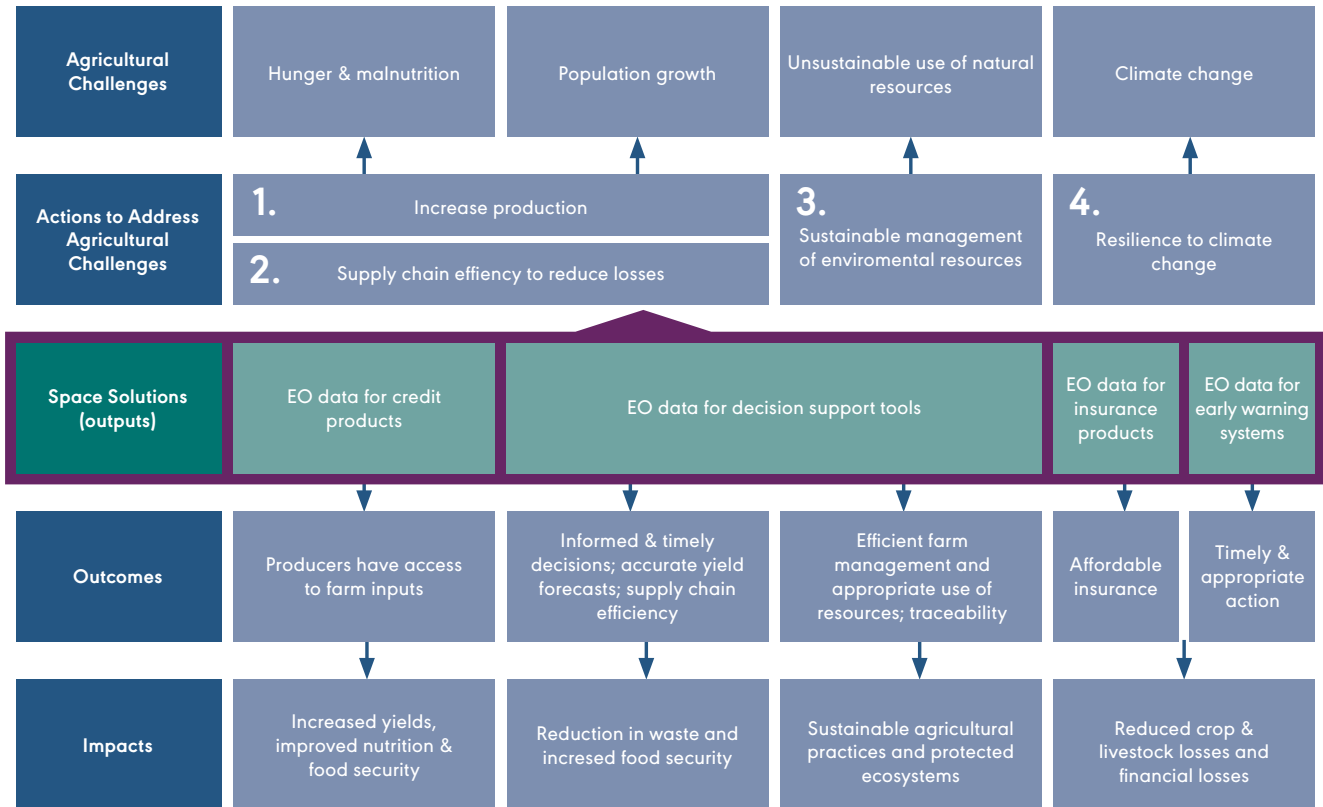 Agricultural
Challenges
Hunger & malnutrition
Population growth
Unsustainable use of natural
resources
Climate change
Actions to Address
Agricultural
Challenges
1.
Increase production
2.
Supply chain effiency to reduce losses
3.
Sustainable management
of enviromental resources
4.
Resilience to climate
change
Space Solutions
(outputs)
EO data for credit
products
EO data for decision support tools
EO data for
insurance
products
EO data for
early warning
systems
Outcomes
Producers have access
to farm inputs
Informed & timely
decisions; accurate yield
forecasts; supply chain
efficiency
Efficient farm
management and
appropriate use of
resources; traceability
Affordable
insurance
Timely &
appropriate
action
Impacts
Increased yields,
improved nutrition &
food security
Reduction in waste and
incresed food security
Sustainable agricultural
practices and protected
ecosystems
Reduced crop &
livestock losses and
financial losses